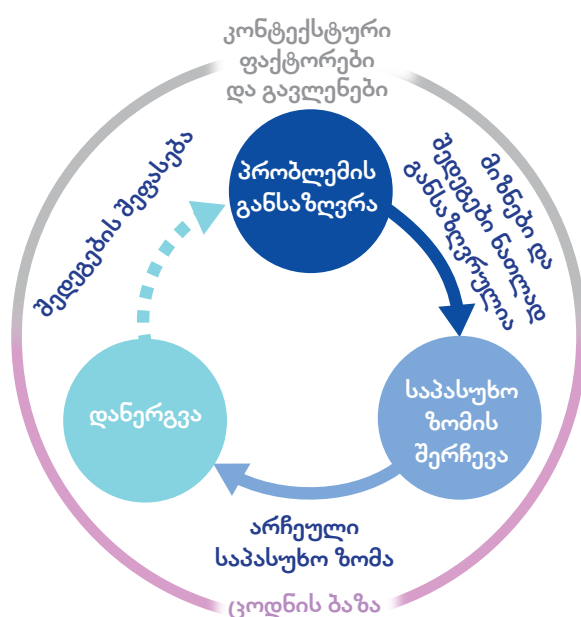 კონტექსტური
ფაქტორები
და გავლენები
პრობლემის
განსაზღვრა
მიზნები და
შედეგები ნათლად
განსაზღვრულია
საპასუხო
ზომის
შერჩევა
არჩეული
საპასუხო ზომა
დანერგვა
შედეგების შეფასება
ცოდნის ბაზა